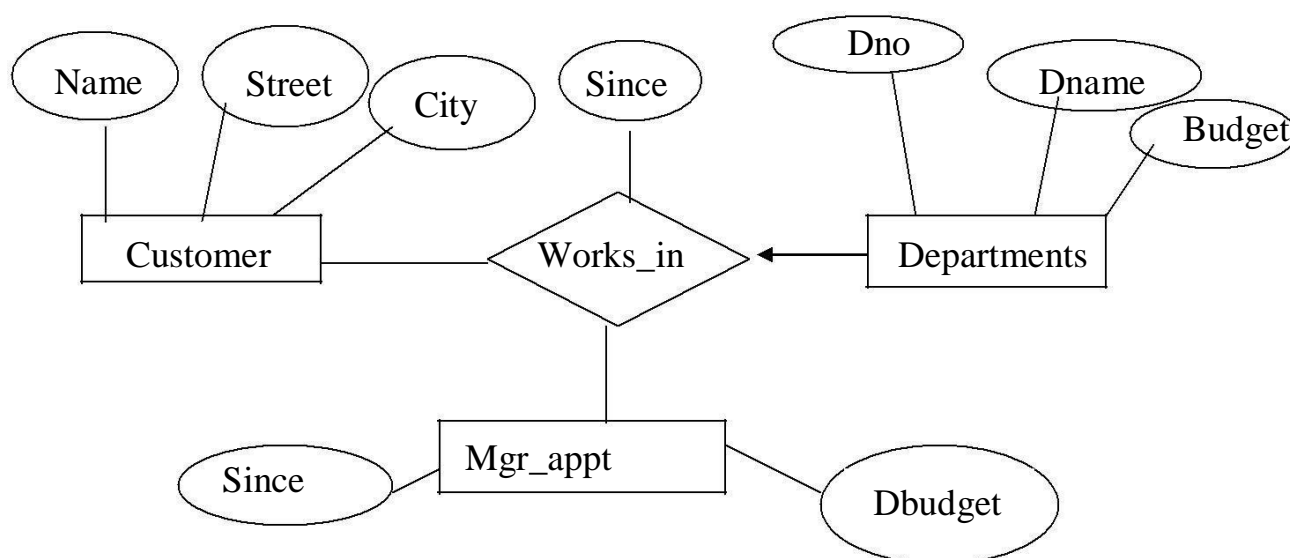 Name
Street
City
Since
Dno
Dname
Budget
Customer
Works_in
Departments
Mgr_appt
Since
Dbudget